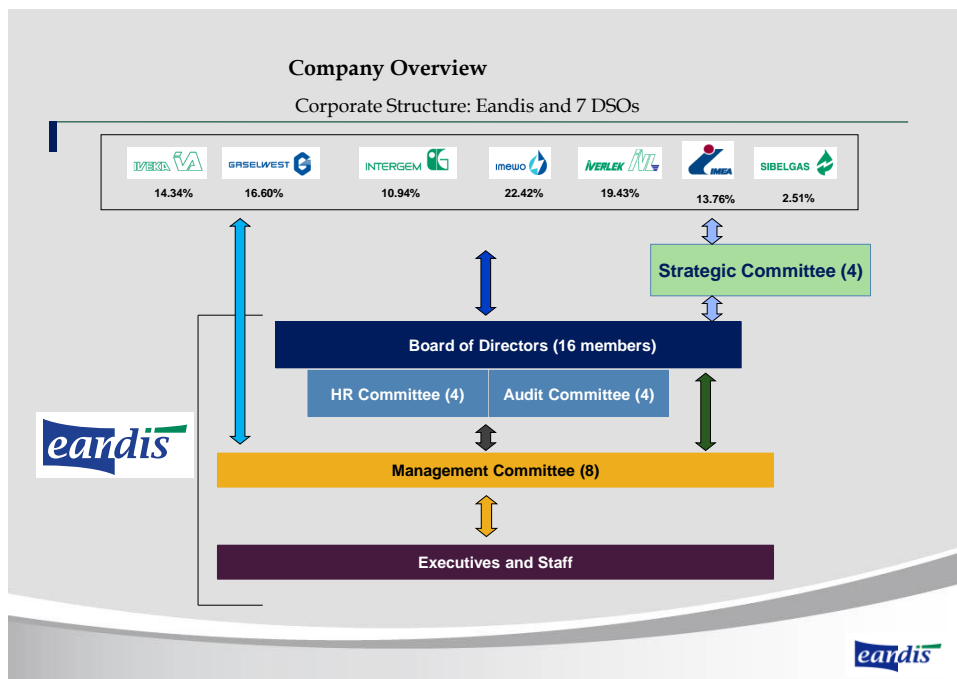 Company Overview
Corporate Structure: Eandis and 7 DSOs
IVEKA GASELWEST INTERGEM imewo iVERLEK IMEA SIBELGAS
14.34% 16.60% 10.94% 22.42% 19.43% 13.76% 2.51%
Strategic Committee (4)
Board of Directors (16 members)
HR Committee (4) Audit Committee (4)
eandis
Management Committee (8)
Executives and Staff
eandis